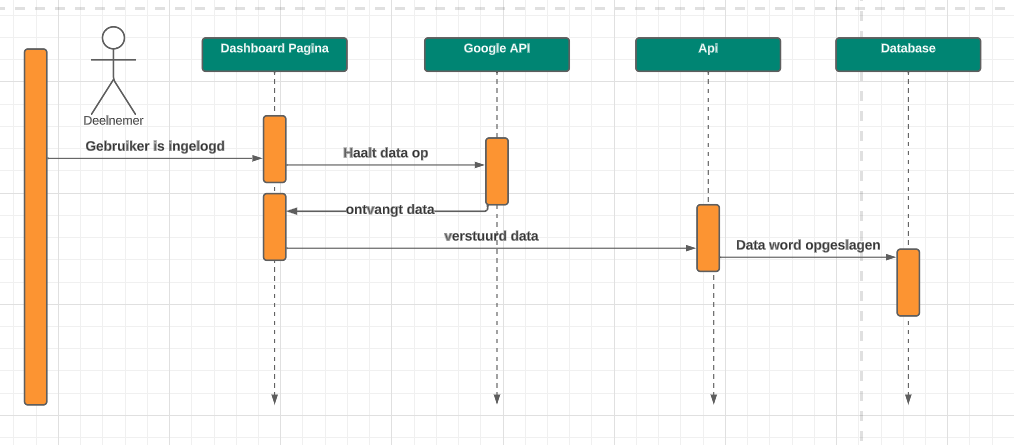 Dashboard Pagina
Google API
Api
Database
Deelnemer
Gebruiker is ingelogd
Haalt data op
ontvangt data
verstuurd data
Data word opgeslagen